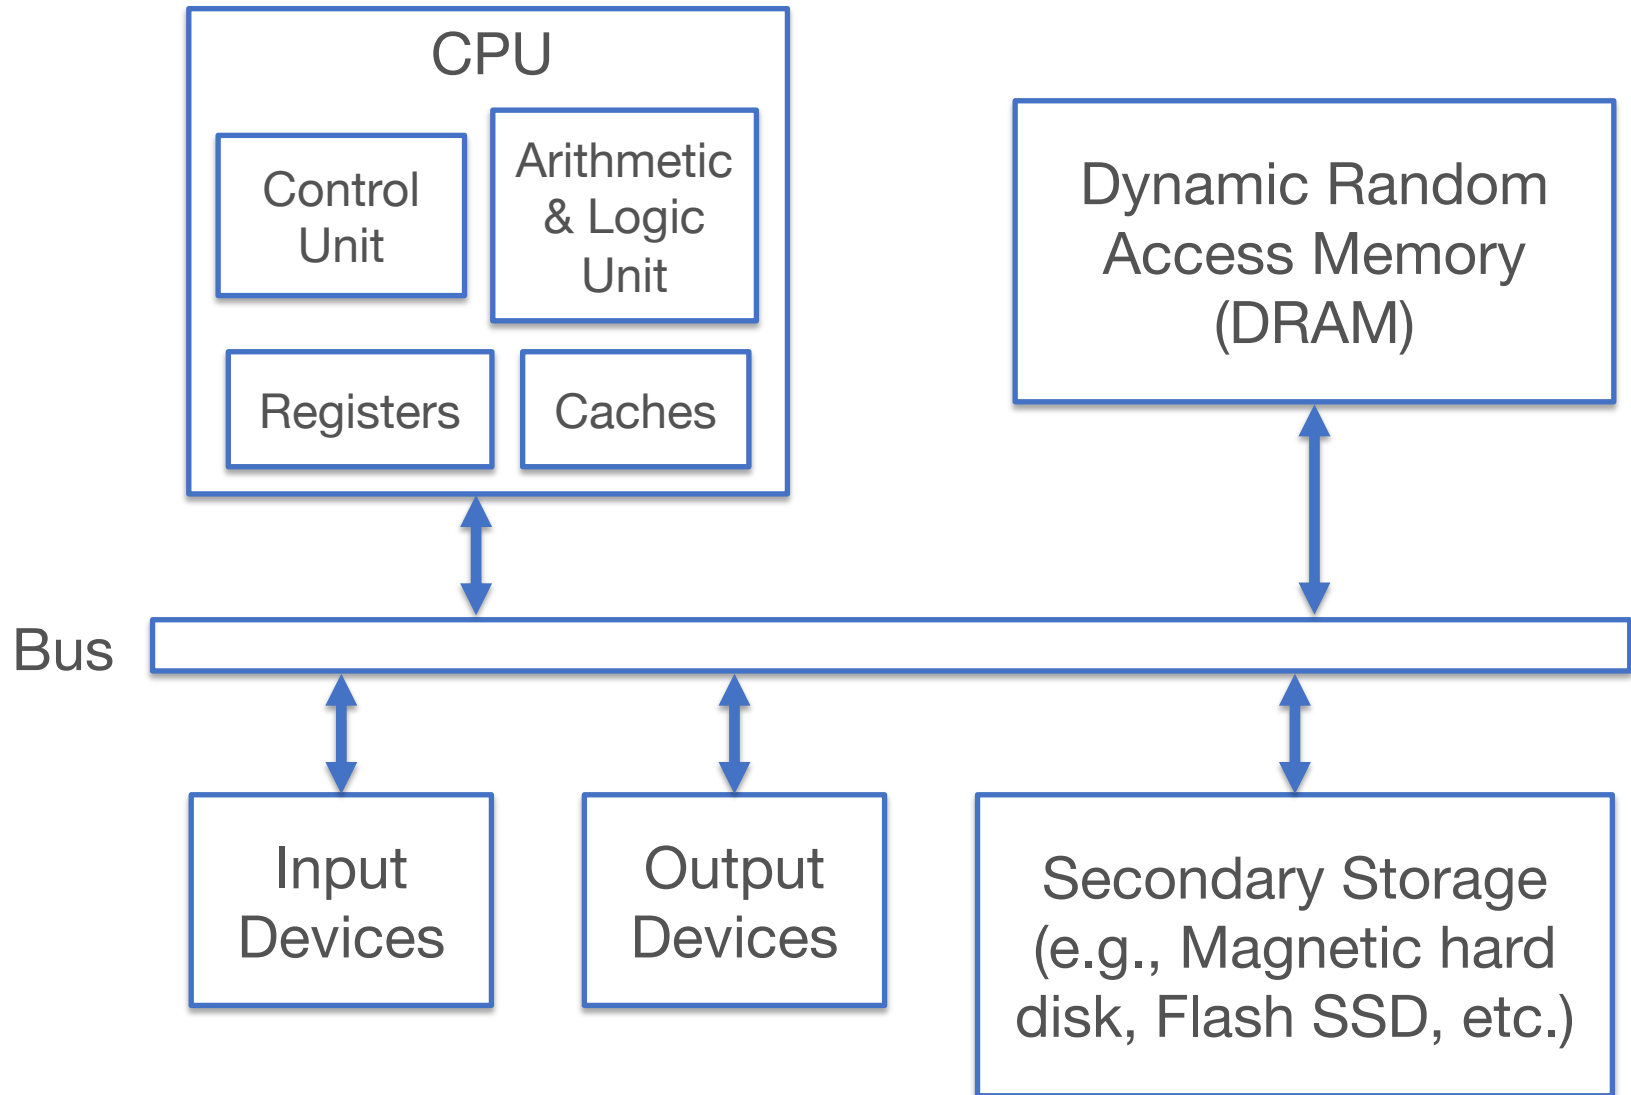 CPU
Control
Unit
Arithmetic
& Logic
Unit
Registers
Caches
Dynamic Random
Access Memory
(DRAM)
Bus
Input
Devices
Output
Devices
Secondary Storage
(e.g., Magnetic hard
disk, Flash SSD, etc.)